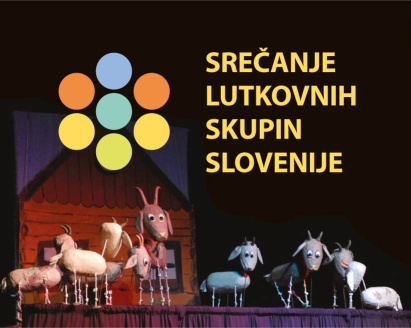 SREČANJE
LUTKOVNIH
SKUPIN
SLOVENIJE